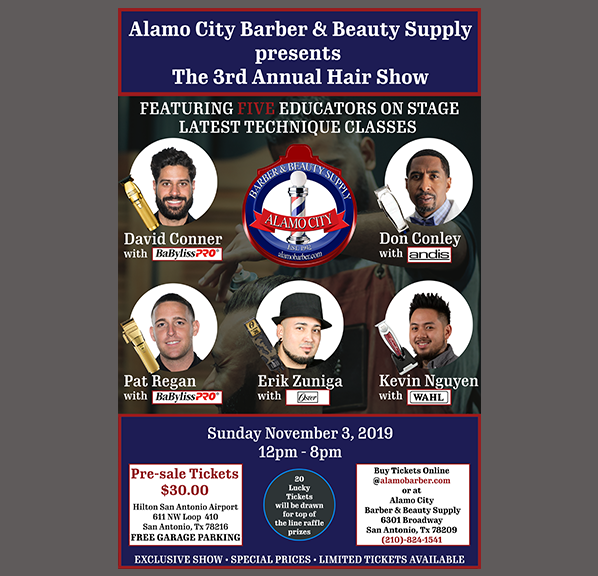 Alamo City Barber & Beauty Supply
presents
The 3rd Annual Hair Show
FEATURING FIVE EDUCATORS ON STAGE
LATEST TECHNIQUE CLASSES
BARBER & BEAUTY SUPPLY
ALAMO CITY
EST. 1992
alamobarber.com
David Conner
with BaBylissPRO®
Don Conley
with andis
Pat Regan
with BaBylissPRO®
Erik Zuniga
with Oster
Kevin Nguyen
with WAHL
Sunday November 3, 2019
12pm - 8pm
Pre-sale Tickets
$30.00
Hilton San Antonio Airport
611 NW Loop 410
San Antonio, Tx 78216
FREE GARAGE PARKING
20
Lucky
Tickets
will be drawn
for top of
the line raffle
prizes
Buy Tickets Online
@alamobarber.com
or at
Alamo City
Barber & Beauty Supply
6301 Broadway
San Antonio, Tx 78209
(210)-824-1541
EXCLUSIVE SHOW • SPECIAL PRICES • LIMITED TICKETS AVAILABLE